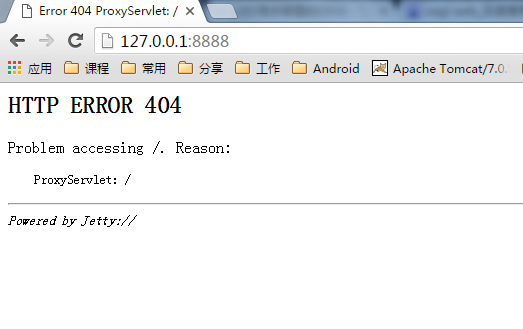 Error 404 ProxyServlet: /
127.0.0.1:8888
应用 课程 常用 分享 工作 Android Apache Tomcat/7.0.
HTTP ERROR 404
Problem accessing /. Reason:
ProxyServlet: /
Powered by Jetty://